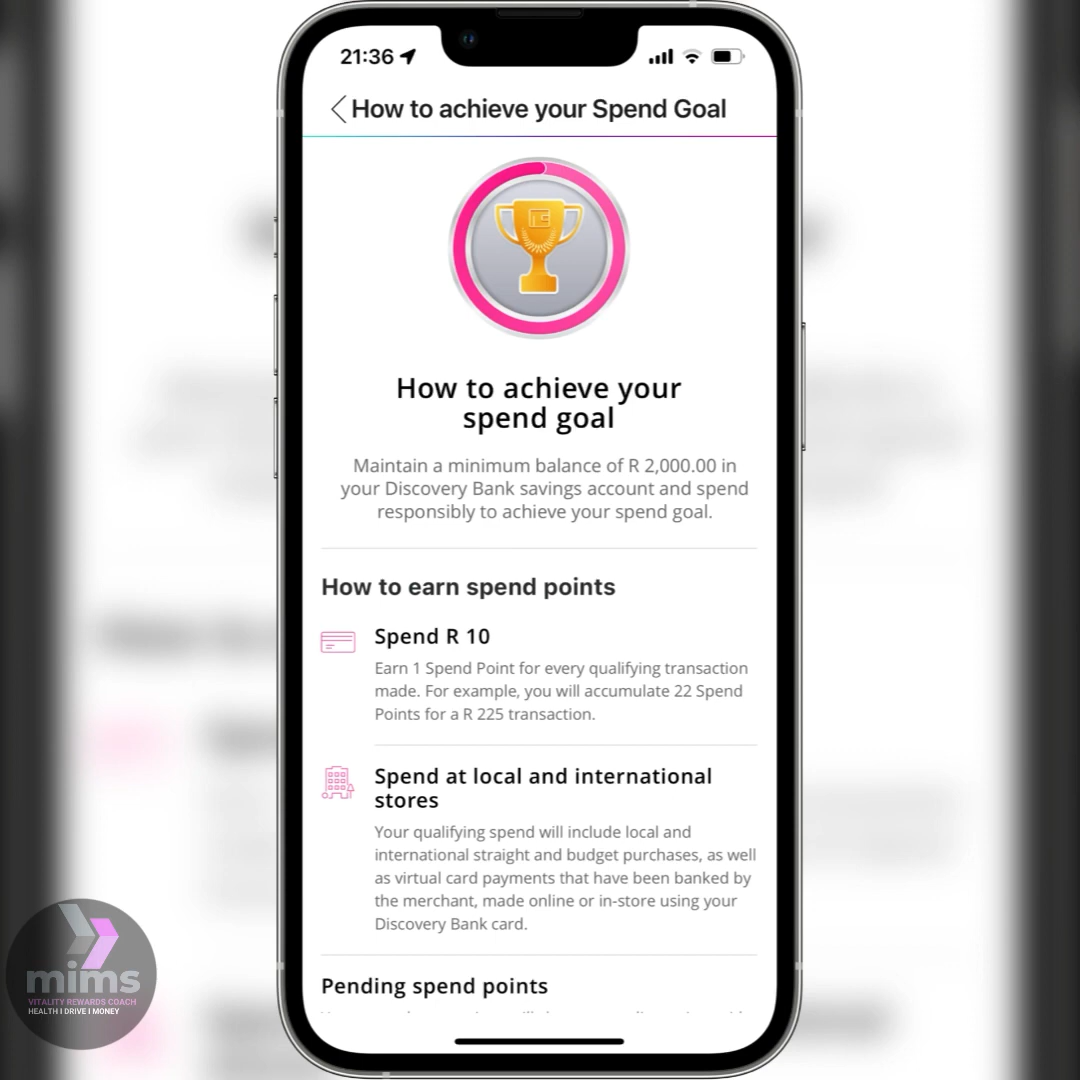 21:36
How to achieve your Spend Goal
How to achieve your
spend goal
Maintain a minimum balance of R 2,000.00 in
your Discovery Bank savings account and spend
responsibly to achieve your spend goal.
How to earn spend points
Spend R 10
Earn 1 Spend Point for every qualifying transaction
made. For example, you will accumulate 22 Spend
Points for a R 225 transaction.
Spend at local and international
stores
Your qualifying spend will include local and
international straight and budget purchases, as well
as virtual card payments that have been banked by
the merchant, made online or in-store using your
Discovery Bank card.
Pending spend points
mims
VITALITY REWARDS COACH
HEALTH I DRIVE I MONEY